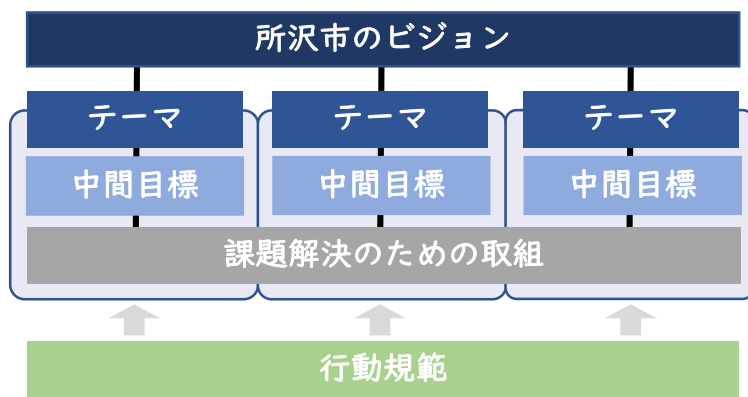 所沢市のビジョン
テーマ
テーマ
テーマ
中間目標
中間目標
中間目標
課題解決のための取組
行動規範